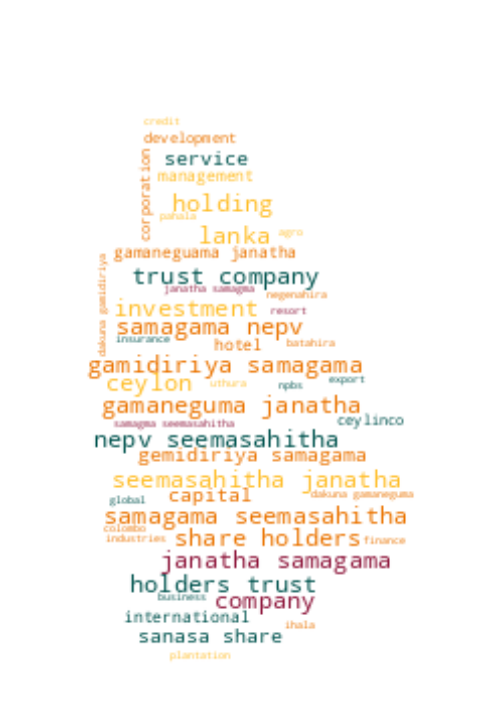 credit
development
corporation
service
management
holding
pahala
lanka agro
gamaneguama janatha
dakuna gamidiriya
trust company
janatha samagma
negenahira
investment resort
samagama nepv
insurance
hotel batahira
gamidiriya samagama
ceylon uthura npbs export
gamaneguma janatha
samagma seemasahitha ceylinco
nepv seemasahitha
gemidiriya samagama
seemasahitha janatha
global capital dakuna gamaneguma
samagama seemasahitha
colombo
industries share holders finance
janatha samagama
holders trust
business company
international
ihala
sanasa share
plantation